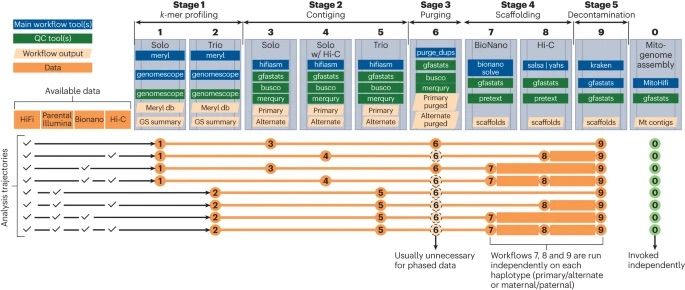 Stage 1
k-mer profiling
Stage 2
Contiging
Stage 3
Purging
Stage 4
Scaffolding
Stage 5
Decontamination
Main workflow tool(s)
QC tool(s)
Workflow output
Data
1
Solo
meryl
genomescope
Meryl db
GS summary
2
Trio
meryl
genomescope
Meryl db
GS summary
3
Solo
hifiasm
gfastats
busco
merqury
Primary
Alternate
4
Solo
w/ Hi-C
hifiasm
gfastats
busco
merqury
Primary
Alternate
5
Trio
hifiasm
gfastats
busco
merqury
Primary
Alternate
6
purge_dups
gfastats
busco
merqury
Primary
purged
Alternate
purged
7
BioNano
bionano
solve
gfastats
pretext
scaffolds
8
Hi-C
salsa | yahs
gfastats
pretext
scaffolds
9
kraken
gfastats
pretext
scaffolds
0
Mito-
genome
assembly
MitoHifi
gfastats
Mt contigs
Available data
HiFi
Parental
Illumina
Bionano
Hi-C
Analysis trajectories
1 3 6 9 0
1 4 6 8 9 0
1 3 6 7 9 0
1 4 6 7 8 9 0
2 5 6 9 0
2 5 6 8 9 0
2 5 6 7 9 0
2 5 6 7 8 9 0
Usually unnecessary
for phased data
Workflows 7, 8 and 9 are run
independently on each
haplotype (primary/alternate
or maternal/paternal)
Invoked
independently